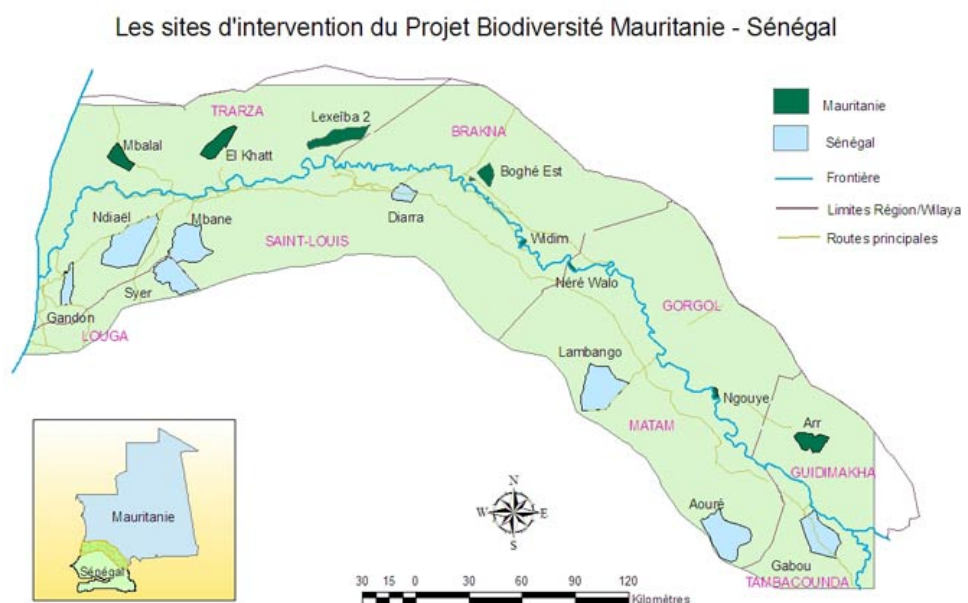 Les sites d'intervention du Projet Biodiversité Mauritanie - Sénégal
Mauritanie
Sénégal
Frontière
Limites Région/Wilaya
Routes principales
TRARZA
Lexeïba 2
Mbalal
El Khatt
BRAKNA
Boghé Est
Ndiaël
Mbane
Diarra
SAINT-LOUIS
Widim
Syer
Néré Walo
Gandon
LOUGA
GORGOL
Lambango
Ngouye
MATAM
Arr
GUIDIMAKHA
Aouré
Gabou
TAMBACOUNDA
Mauritanie
Sénégal
N
W E
S
30 15 0 30 60 90 120
Kilomètres